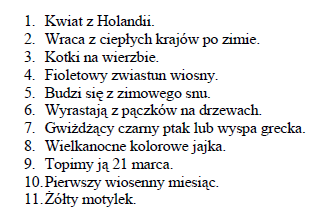 1. Kwiat z Holandii.
2. Wraca z ciepłych krajów po zimie.
3. Kotki na wierzbie.
4. Fioletowy zwiastun wiosny.
5. Budzi się z zimowego snu.
6. Wyrastają z pączków na drzewach.
7. Gwiżdżący czarny ptak lub wyspa grecka.
8. Wielkanocne kolorowe jajka.
9. Topimy ją 21 marca.
10. Pierwszy wiosenny miesiąc.
11. Żółty motylek.